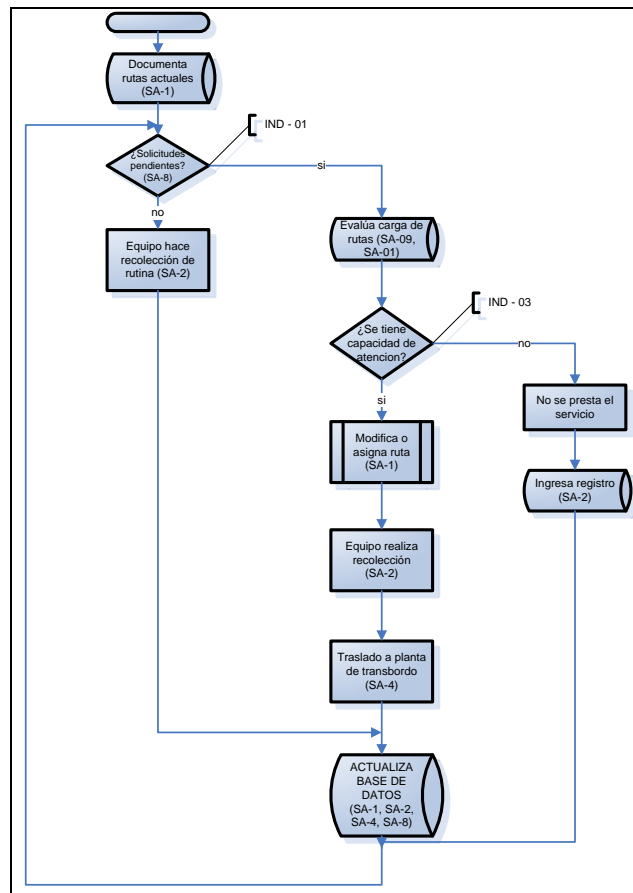 Documenta
rutas actuales
(SA-1)
IND - 01
¿Solicitudes
pendientes?
(SA-8)
si
no
Equipo hace
recolección de
rutina (SA-2)
Evalúa carga de
rutas (SA-09,
SA-01)
IND - 03
¿Se tiene
capacidad de
atencion?
no
si
No se presta el
servicio
Modifica o
asigna ruta
(SA-1)
Ingresa registro
(SA-2)
Equipo realiza
recolección
(SA-2)
Traslado a planta
de transbordo
(SA-4)
ACTUALIZA
BASE DE
DATOS
(SA-1, SA-2,
SA-4, SA-8)